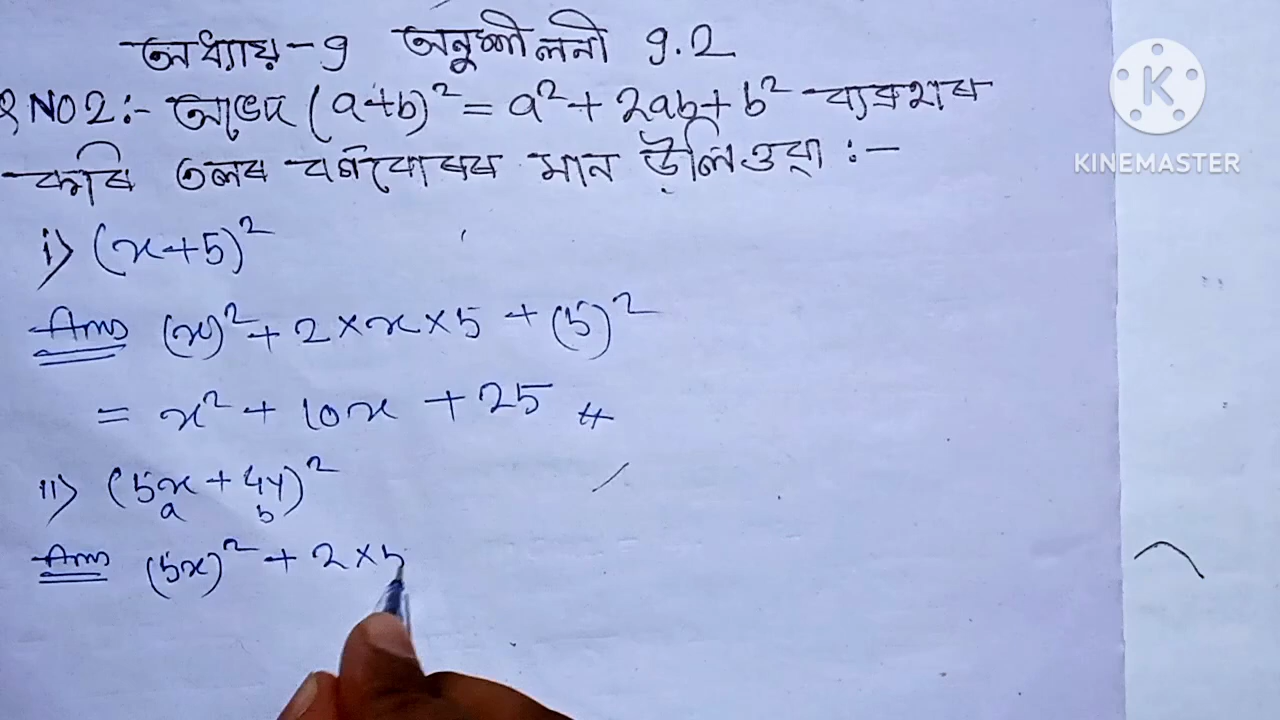 অধ্যায় - 9 অনুশীলনী 9.2
Q NO 2:- অভেদ (a+b)² = a² + 2ab + b² ব্যৱহাৰ
কৰি তলৰ বৰ্গবোৰৰ মান উলিওৱা :-
i) (x+5)²
Ans (x)² + 2×x×5 + (5)²
= x² + 10x + 25 #
ii) (5x + 4y)²
a b
Ans (5x)² + 2×5
KINEMASTER